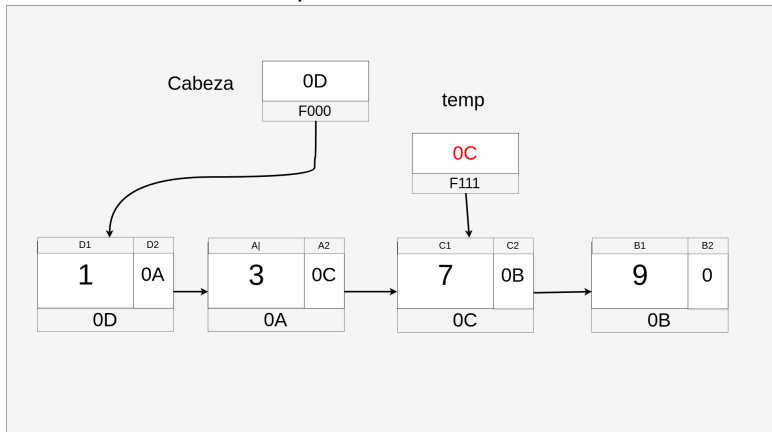 Cabeza
0D
F000
temp
0C
F111
D1 D2
1 0A
0D
A| A2
3 0C
0A
C1 C2
7 0B
0C
B1 B2
9 0
0B